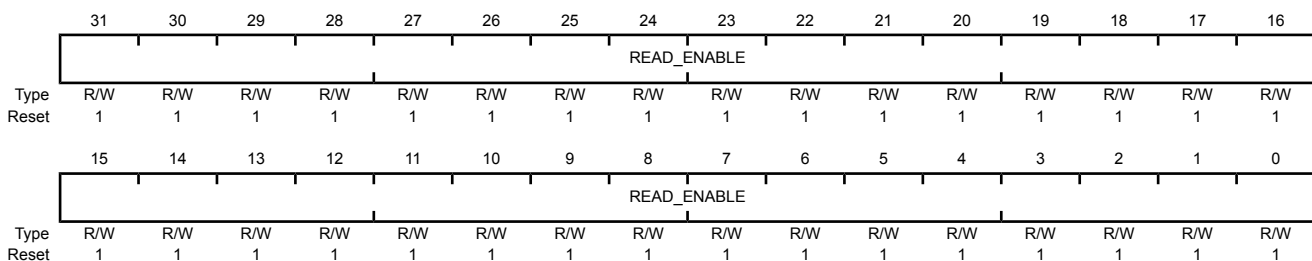 31 30 29 28 27 26 25 24 23 22 21 20 19 18 17 16
READ_ENABLE
Type R/W R/W R/W R/W R/W R/W R/W R/W R/W R/W R/W R/W R/W R/W R/W R/W
Reset 1 1 1 1 1 1 1 1 1 1 1 1 1 1 1 1
15 14 13 12 11 10 9 8 7 6 5 4 3 2 1 0
READ_ENABLE
Type R/W R/W R/W R/W R/W R/W R/W R/W R/W R/W R/W R/W R/W R/W R/W R/W
Reset 1 1 1 1 1 1 1 1 1 1 1 1 1 1 1 1